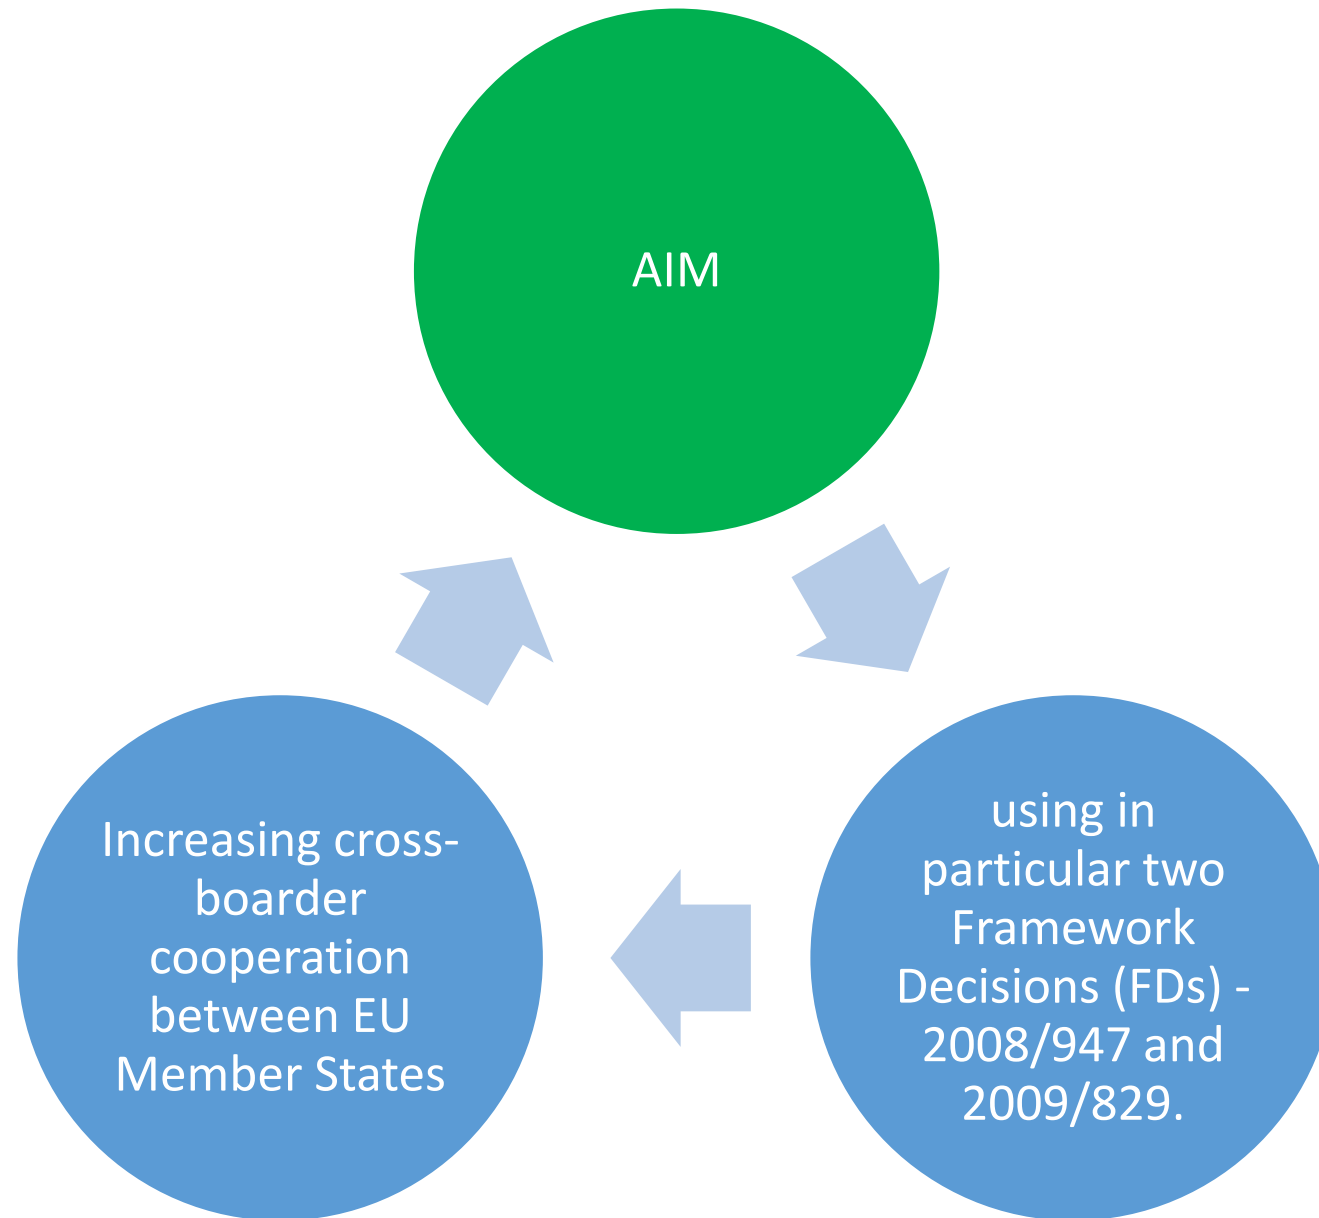 AIM
Increasing cross-
boarder
cooperation
between EU
Member States
using in
particular two
Framework
Decisions (FDs) -
2008/947 and
2009/829.